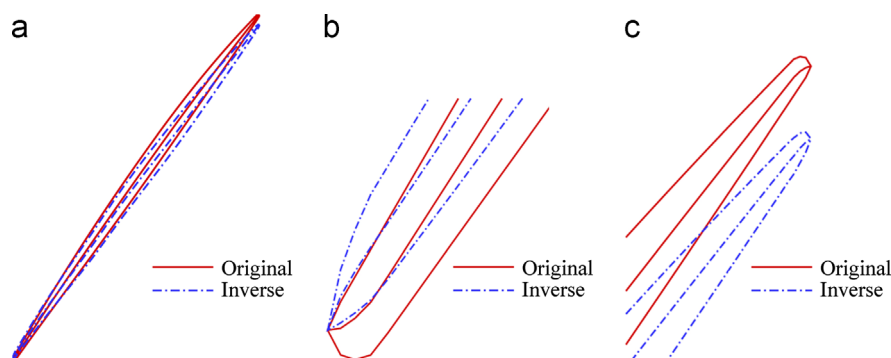 a
b
c
Original
Inverse
Original
Inverse
Original
Inverse